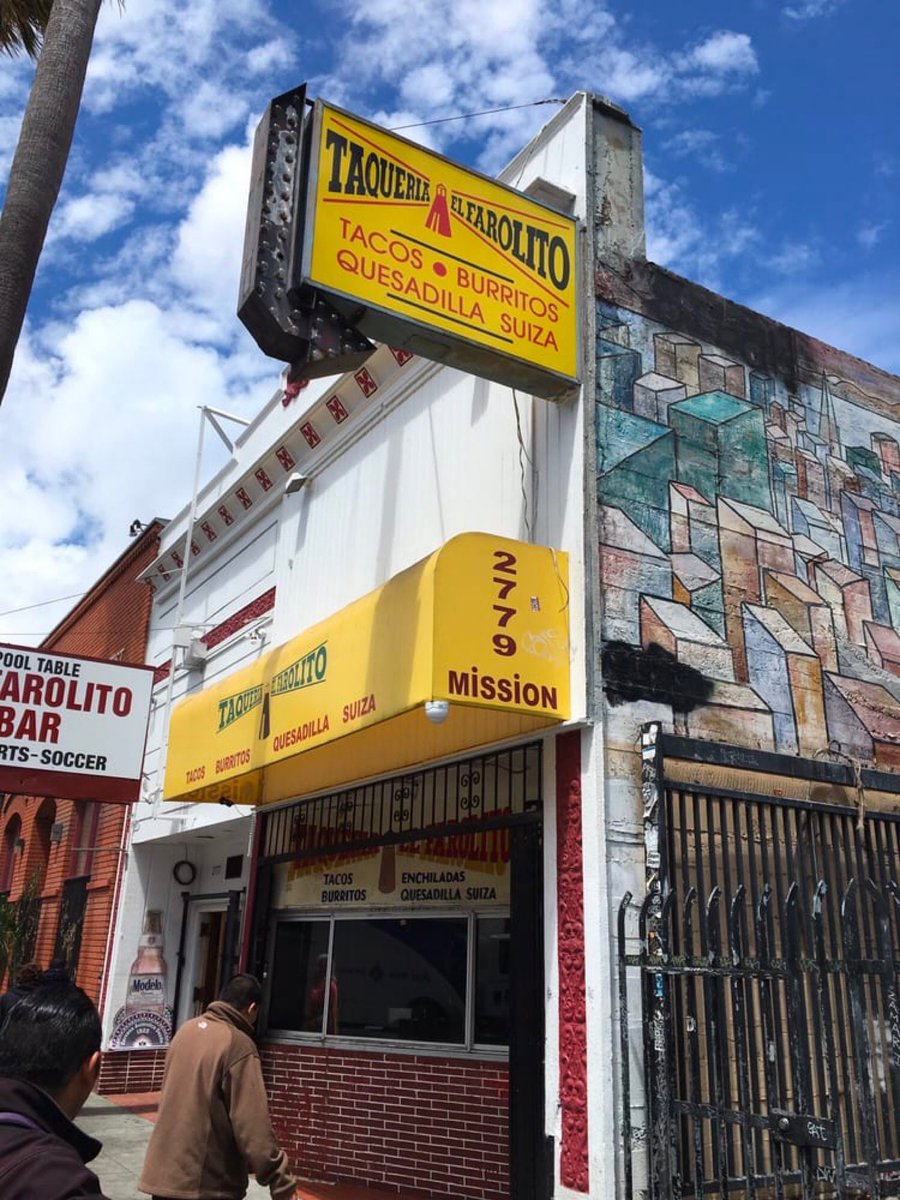 TAQUERIA EL FAROLITO
TACOS • BURRITOS
QUESADILLA SUIZA
2779
MISSION
TAQUERIA EL FAROLITO
TACOS BURRITOS QUESADILLA SUIZA
POOL TABLE
FAROLITO
BAR
RTS-SOCCER
TAQUERIA EL FAROLITO
TACOS ENCHILADAS
BURRITOS QUESADILLA SUIZA
Modelo